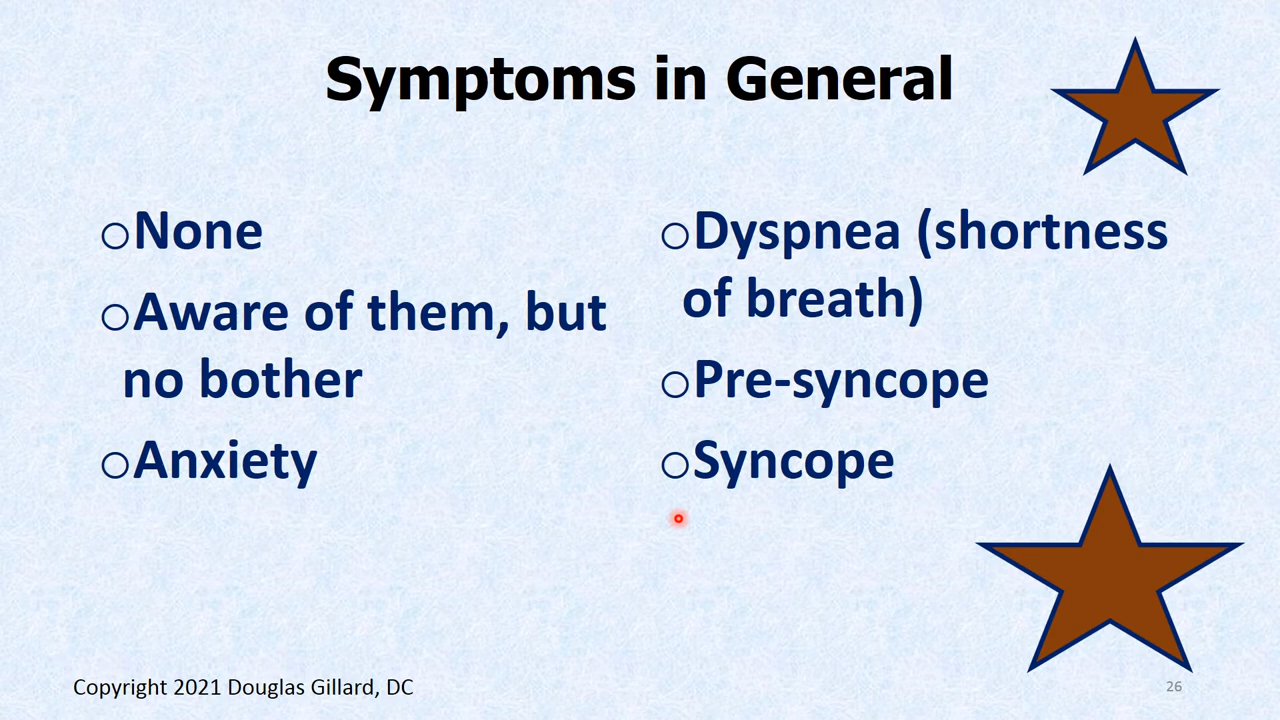 Symptoms in General
○None
○Aware of them, but
no bother
○Anxiety
○Dyspnea (shortness
of breath)
○Pre-syncope
○Syncope
Copyright 2021 Douglas Gillard, DC
26